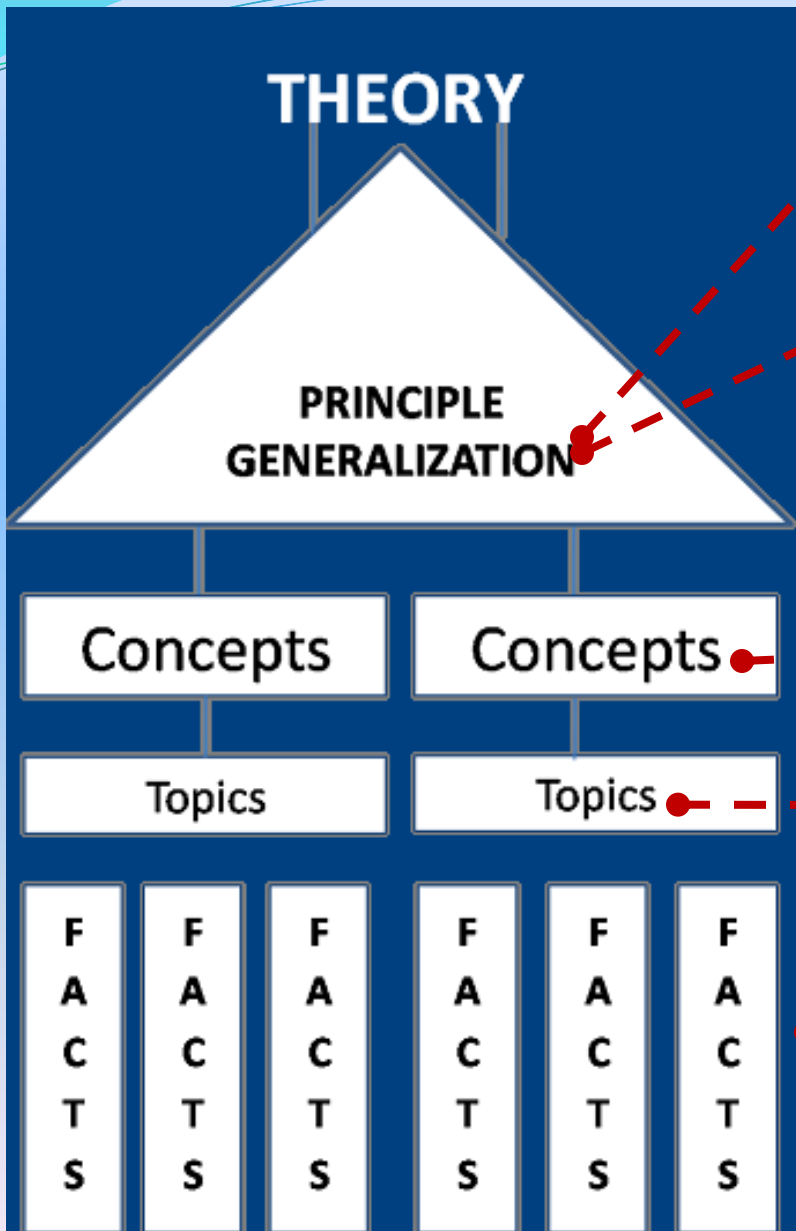 THEORY
PRINCIPLE
GENERALIZATION
Concepts Concepts
Topics Topics
F F F F F F
A A A A A A
C C C C C C
T T T T T T
S S S S S S